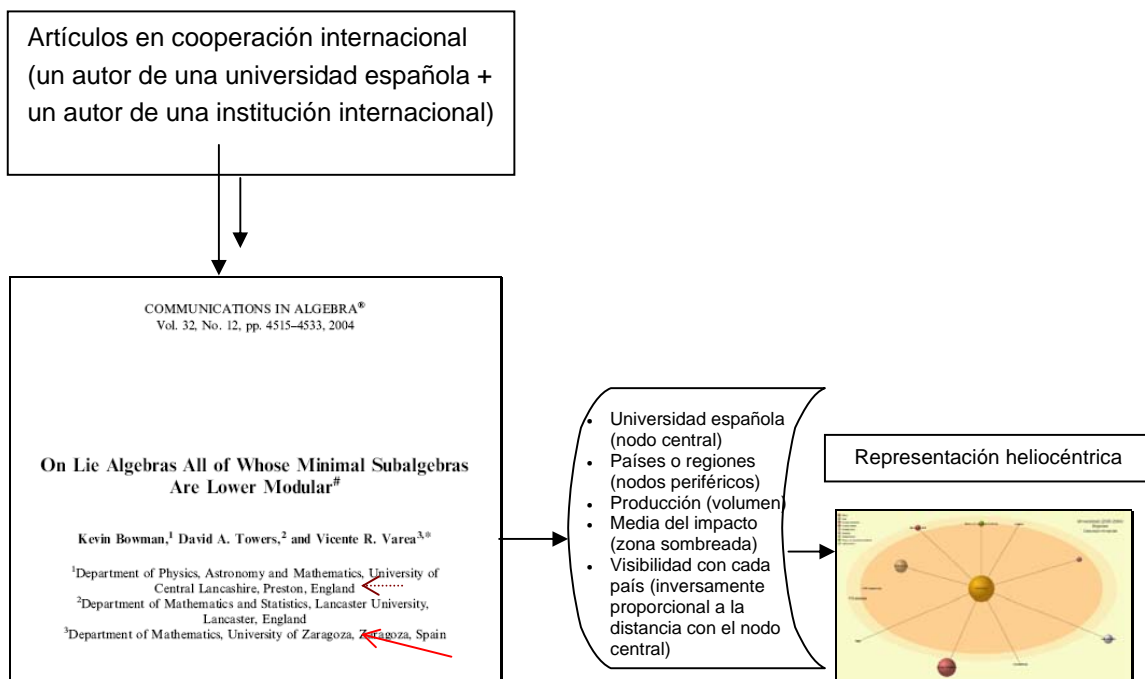 Artículos en cooperación internacional
(un autor de una universidad española +
un autor de una institución internacional)
COMMUNICATIONS IN ALGEBRA®
Vol. 32, No. 12, pp. 4515–4533, 2004
On Lie Algebras All of Whose Minimal Subalgebras
Are Lower Modular#
Kevin Bowman,1 David A. Towers,2 and Vicente R. Varea3,*
1Department of Physics, Astronomy and Mathematics, University of
Central Lancashire, Preston, England
2Department of Mathematics and Statistics, Lancaster University,
Lancaster, England
3Department of Mathematics, University of Zaragoza, Zaragoza, Spain
• Universidad española
(nodo central)
• Países o regiones
(nodos periféricos)
• Producción (volumen)
• Media del impacto
(zona sombreada)
• Visibilidad con cada
país (inversamente
proporcional a la
distancia con el nodo
central)
Representación heliocéntrica